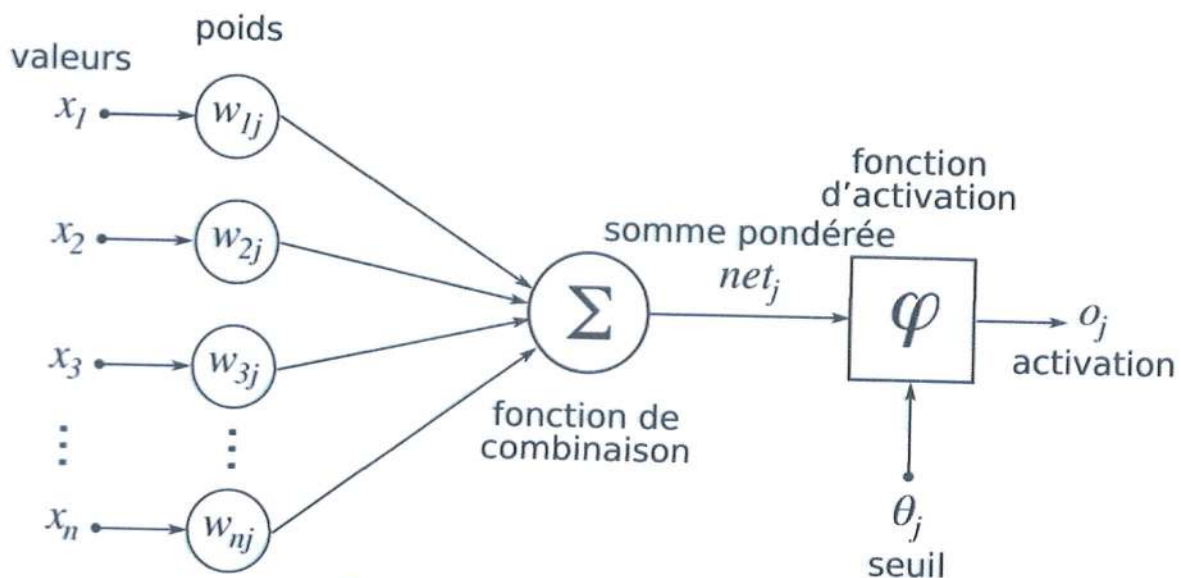 poids
valeurs
x1
w1j
x2
w2j
x3
w3j
⋮
⋮
xn
wnj
Σ
fonction de
combinaison
somme pondérée
netj
fonction
d'activation
φ
oj
activation
θj
seuil